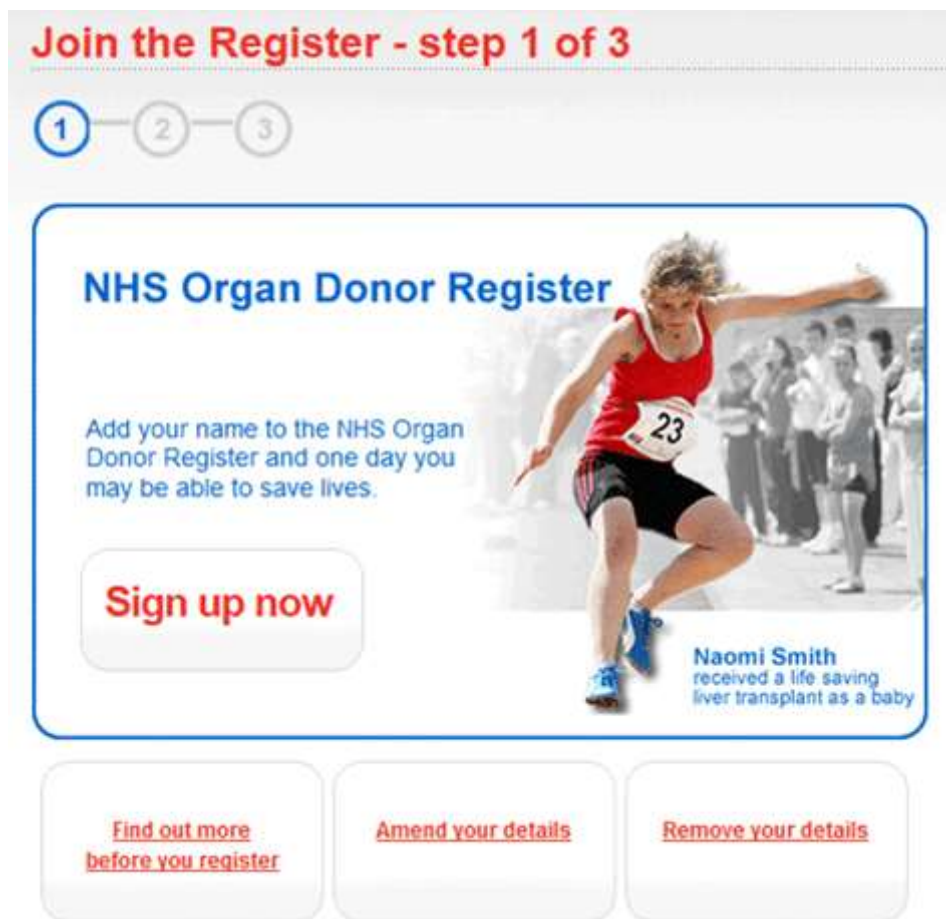 Join the Register - step 1 of 3
1 2 3
NHS Organ Donor Register
Add your name to the NHS Organ
Donor Register and one day you
may be able to save lives.
Sign up now
23
Naomi Smith
received a life saving
liver transplant as a baby
Find out more
before you register
Amend your details
Remove your details